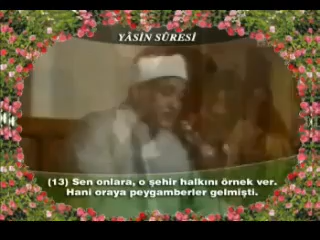 YÂSİN SÛRESİ
(13) Sen onlara, o şehir halkını örnek ver.
Hani oraya peygamberler gelmişti.